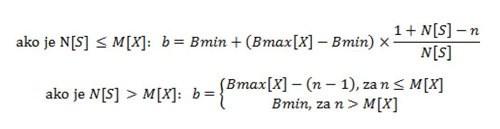 ako je N[S] ≤ M[X]: b = Bmin + (Bmax[X] − Bmin) × (1 + N[S] − n) / N[S]
ako je N[S] > M[X]: b = { Bmax[X] − (n − 1), za n ≤ M[X]
Bmin, za n > M[X]